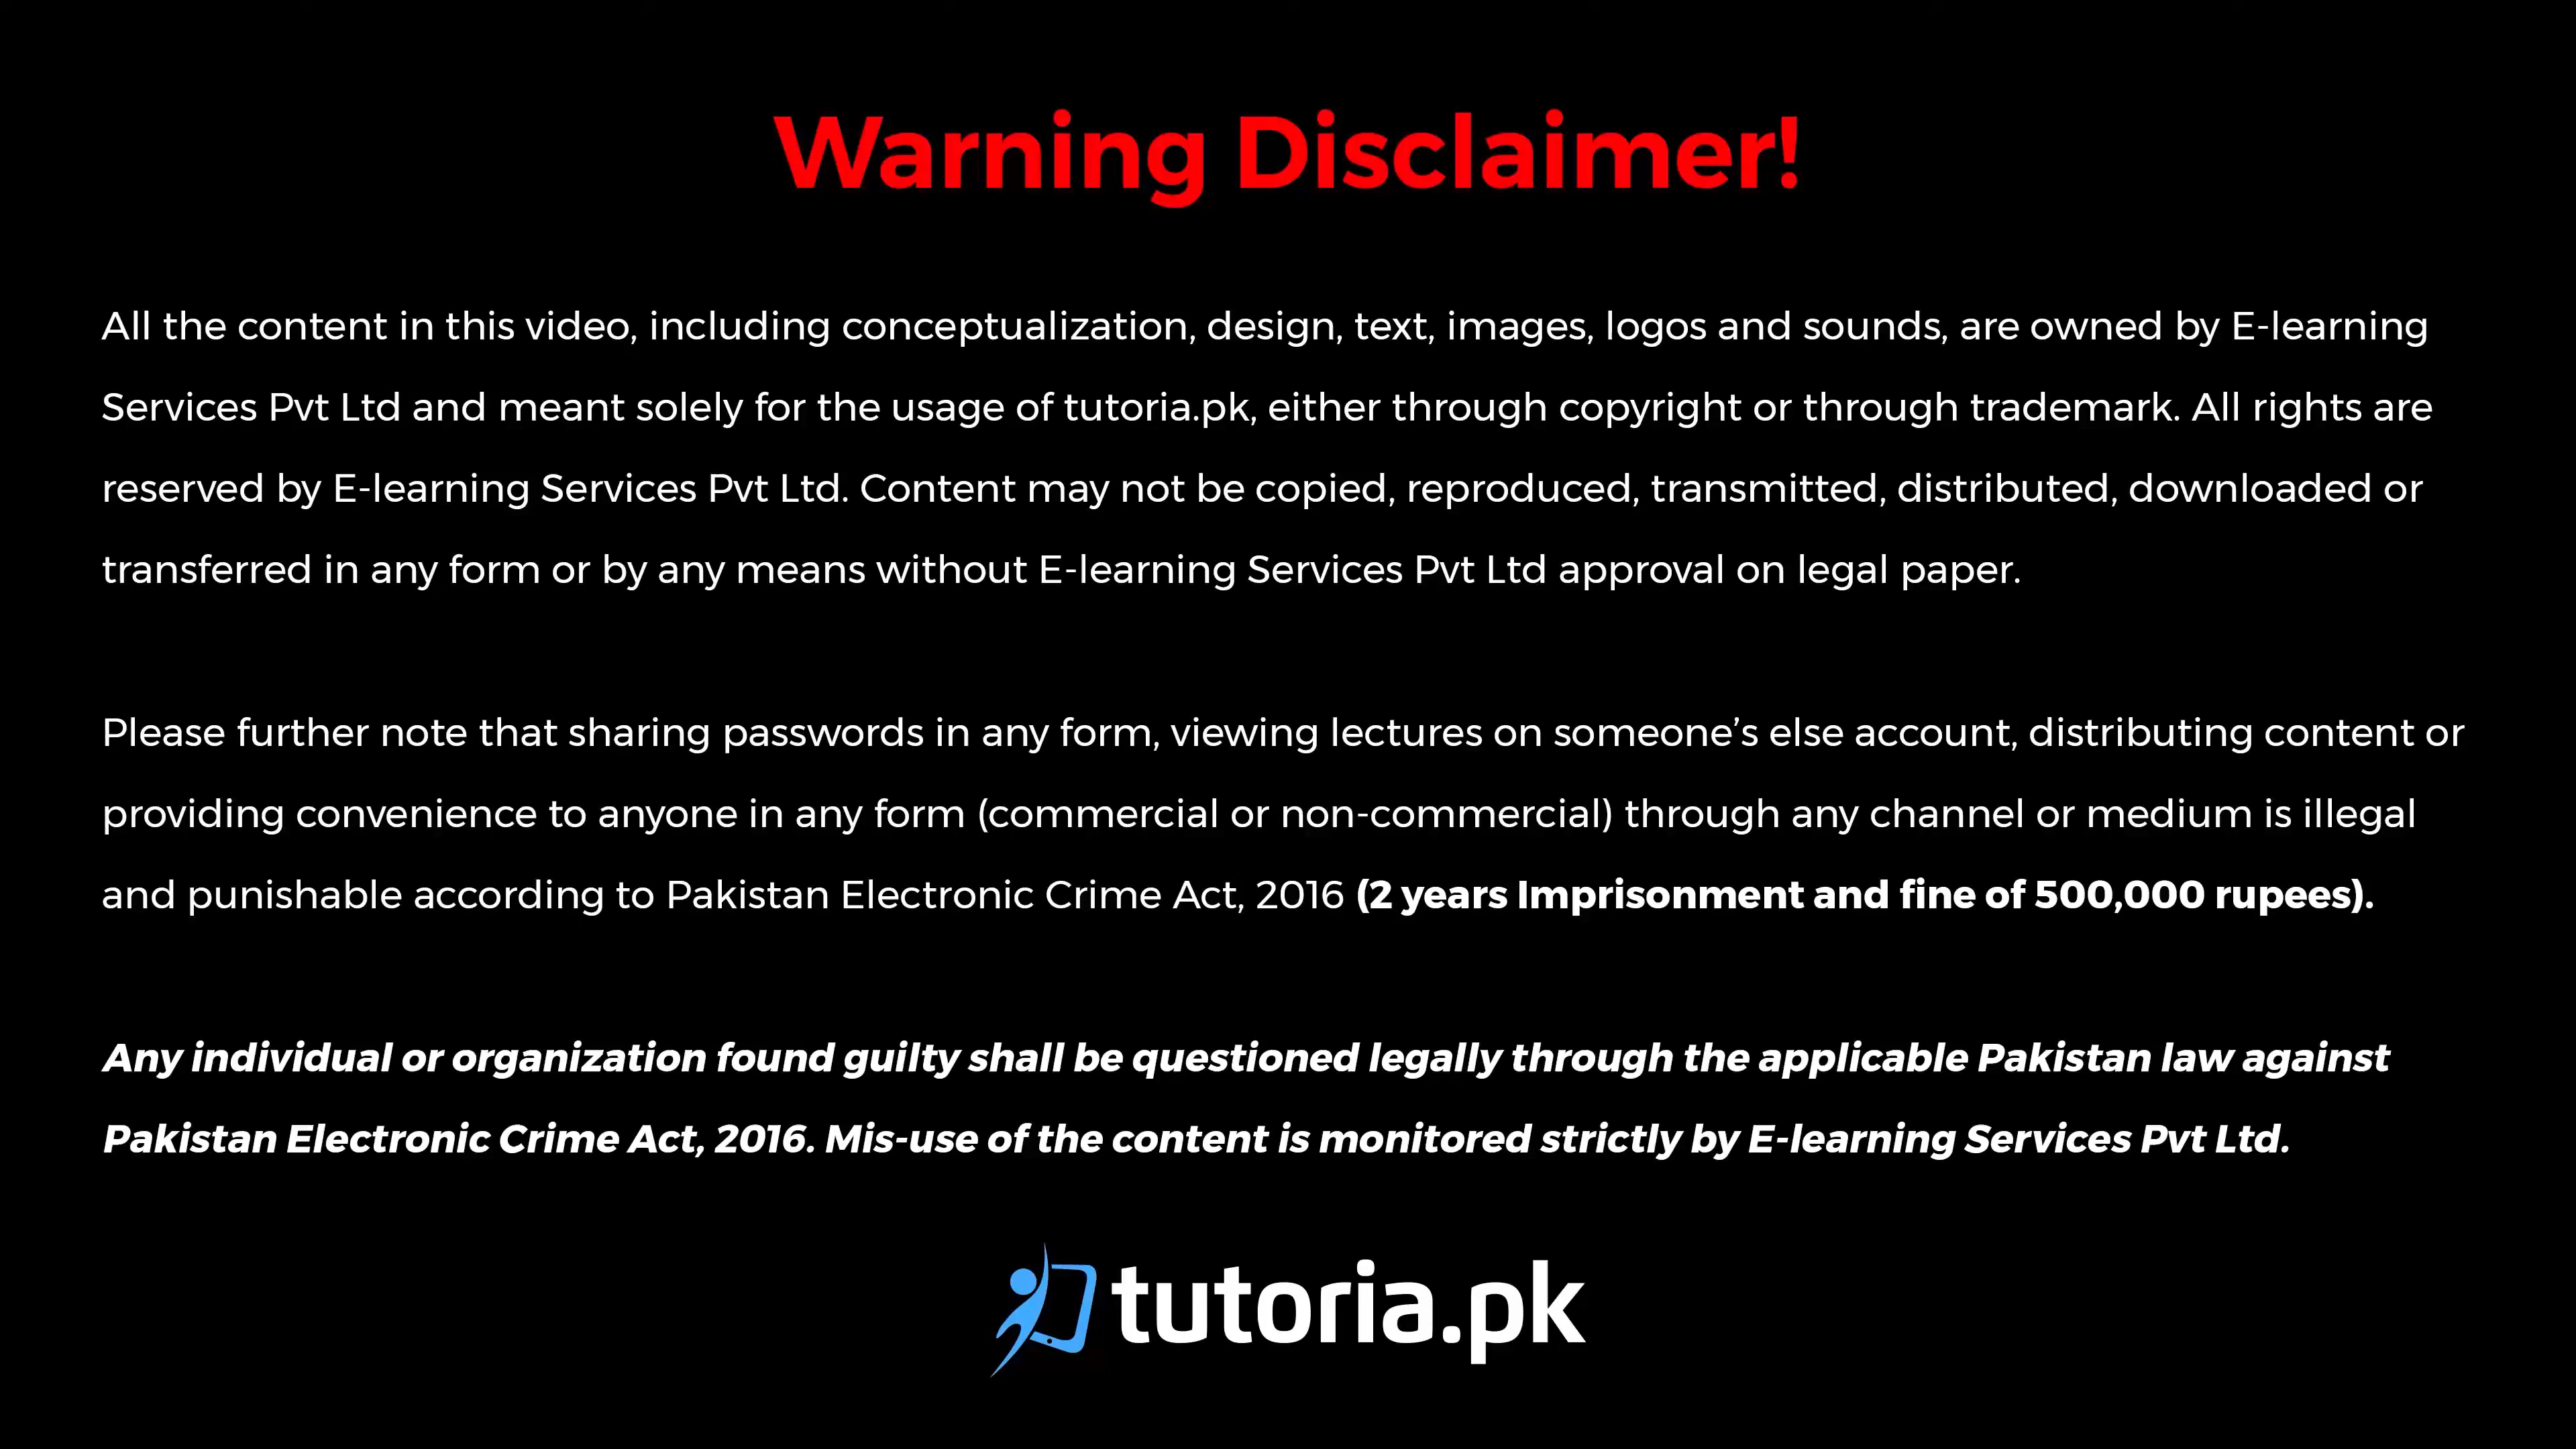 Warning Disclaimer!
All the content in this video, including conceptualization, design, text, images, logos and sounds, are owned by E-learning
Services Pvt Ltd and meant solely for the usage of tutoria.pk, either through copyright or through trademark. All rights are
reserved by E-learning Services Pvt Ltd. Content may not be copied, reproduced, transmitted, distributed, downloaded or
transferred in any form or by any means without E-learning Services Pvt Ltd approval on legal paper.
Please further note that sharing passwords in any form, viewing lectures on someone’s else account, distributing content or
providing convenience to anyone in any form (commercial or non-commercial) through any channel or medium is illegal
and punishable according to Pakistan Electronic Crime Act, 2016 (2 years Imprisonment and fine of 500,000 rupees).
Any individual or organization found guilty shall be questioned legally through the applicable Pakistan law against
Pakistan Electronic Crime Act, 2016. Mis-use of the content is monitored strictly by E-learning Services Pvt Ltd.
tutoria.pk